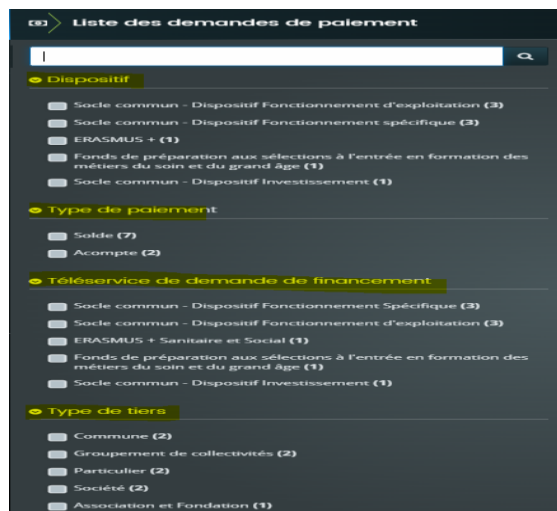 Liste des demandes de paiement
Dispositif
Socle commun - Dispositif Fonctionnement d'exploitation (3)
Socle commun - Dispositif Fonctionnement spécifique (3)
ERASMUS + (1)
Fonds de préparation aux sélections à l'entrée en formation des
métiers du soin et du grand âge (1)
Socle commun - Dispositif Investissement (1)
Type de paiement
Solde (7)
Acompte (2)
Téléservice de demande de financement
Socle commun - Dispositif Fonctionnement Spécifique (3)
Socle commun - Dispositif Fonctionnement d'exploitation (3)
ERASMUS + Sanitaire et Social (1)
Fonds de préparation aux sélections à l'entrée en formation des
métiers du soin et du grand âge (1)
Socle commun - Dispositif Investissement (1)
Type de tiers
Commune (2)
Groupement de collectivités (2)
Particulier (2)
Société (2)
Association et Fondation (1)